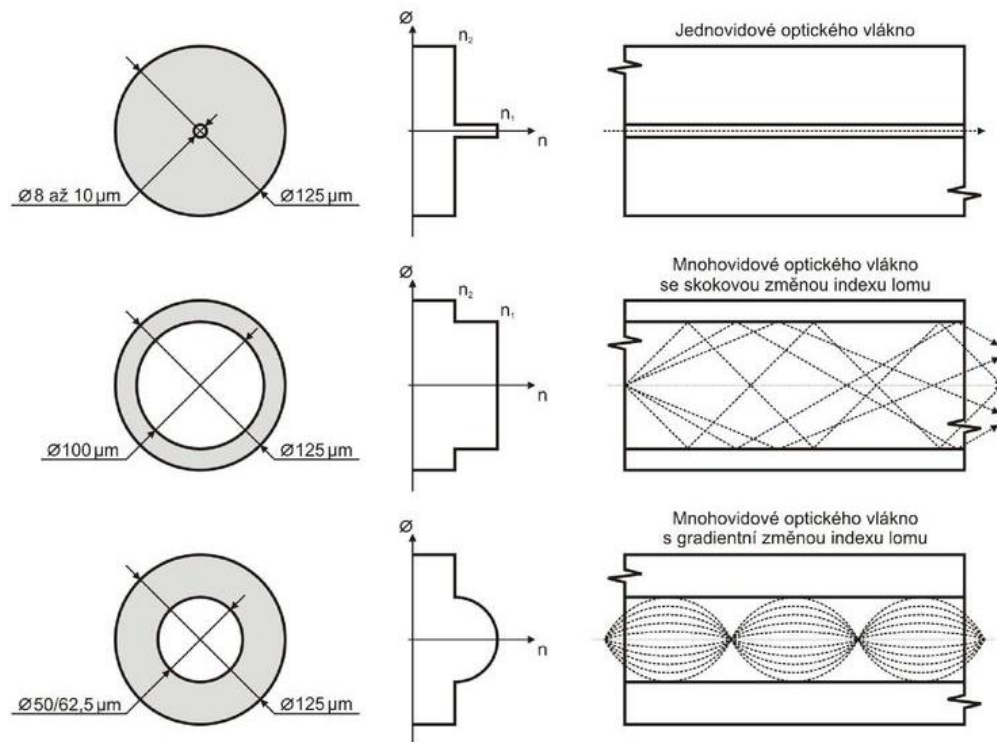 Ø
n₂
n₁
n
Ø8 až 10 µm
Ø125 µm
Jednovidové optického vlákno
Ø
n₂
n₁
n
Ø100 µm
Ø125 µm
Mnohovidové optického vlákno
se skokovou změnou indexu lomu
Ø
n
Ø50/62,5 µm
Ø125 µm
Mnohovidové optického vlákno
s gradientní změnou indexu lomu